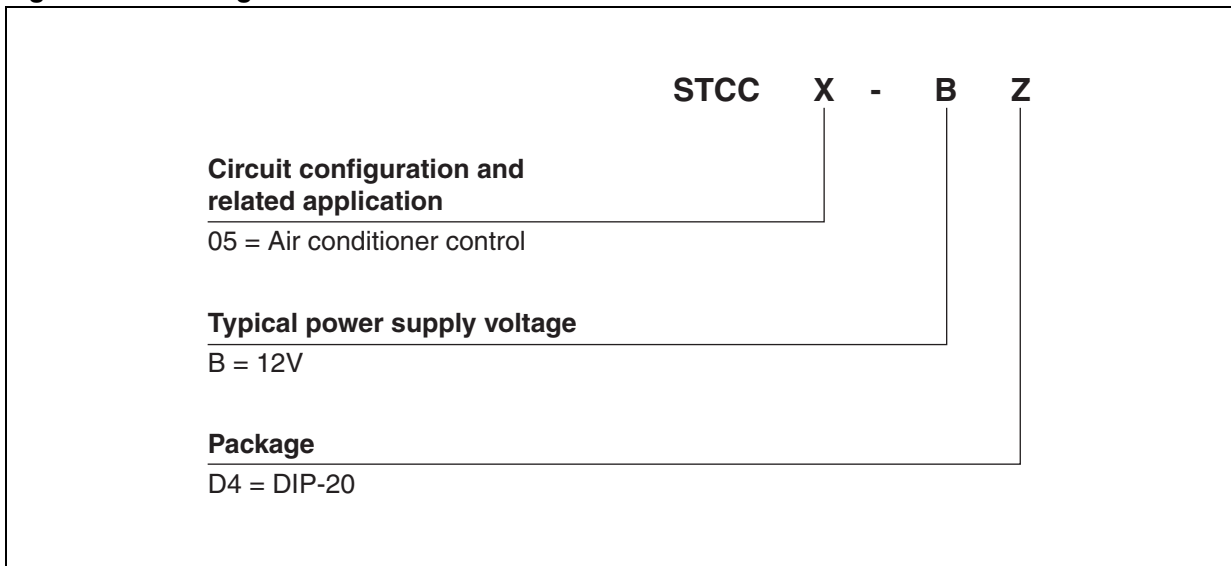 STCC X - B Z
Circuit configuration and
related application
05 = Air conditioner control
Typical power supply voltage
B = 12V
Package
D4 = DIP-20